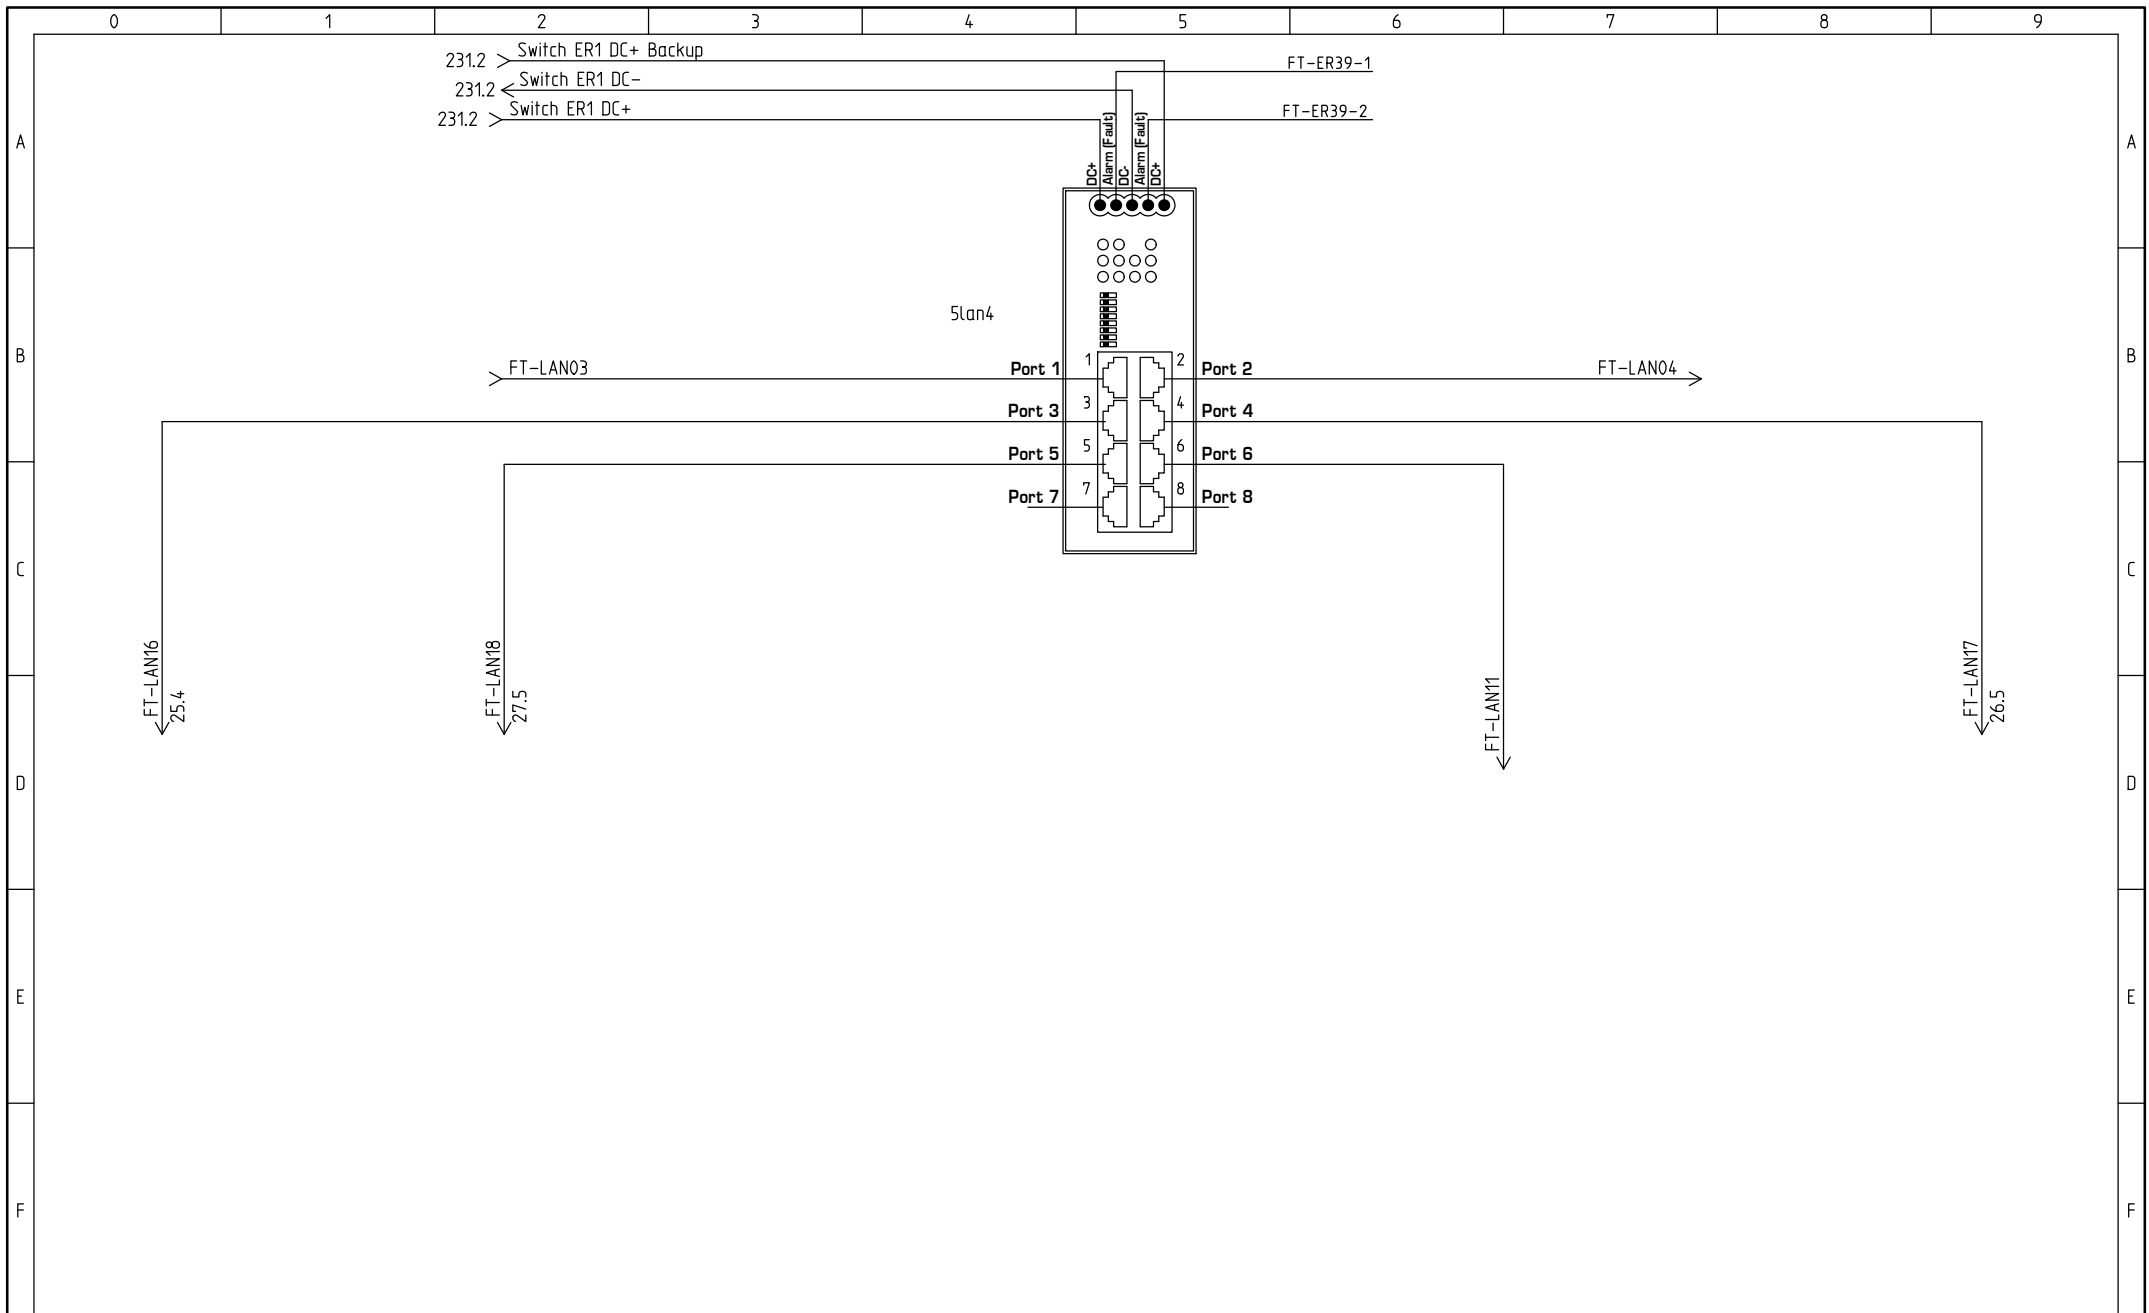 0 1 2 3 4 5 6 7 8 9
231.2 Switch ER1 DC+ Backup
FT-ER39-1
231.2 Switch ER1 DC-
231.2 Switch ER1 DC+
FT-ER39-2
A A
DC+
Alarm (Fault)
DC-
Alarm (Fault)
DC+
5lan4
B B
FT-LAN03 Port 1 1 2 Port 2 FT-LAN04
Port 3 3 4 Port 4
Port 5 5 6 Port 6
Port 7 7 8 Port 8
C C
FT-LAN16
25.4
FT-LAN18
27.5
FT-LAN11
FT-LAN17
26.5
D D
E E
F F